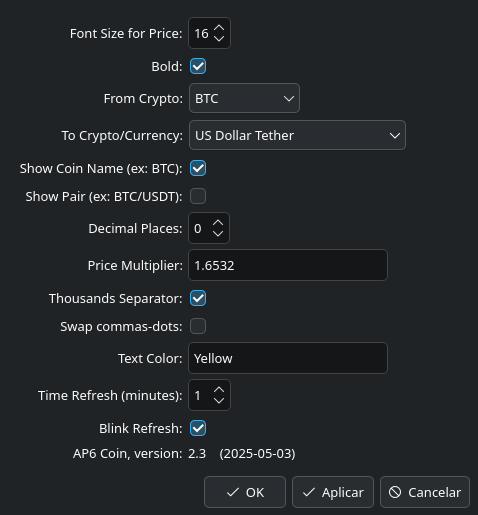 Font Size for Price: 16
Bold:
From Crypto: BTC
To Crypto/Currency: US Dollar Tether
Show Coin Name (ex: BTC):
Show Pair (ex: BTC/USDT):
Decimal Places: 0
Price Multiplier: 1.6532
Thousands Separator:
Swap commas-dots:
Text Color: Yellow
Time Refresh (minutes): 1
Blink Refresh:
AP6 Coin, version: 2.3 (2025-05-03)
OK Aplicar Cancelar